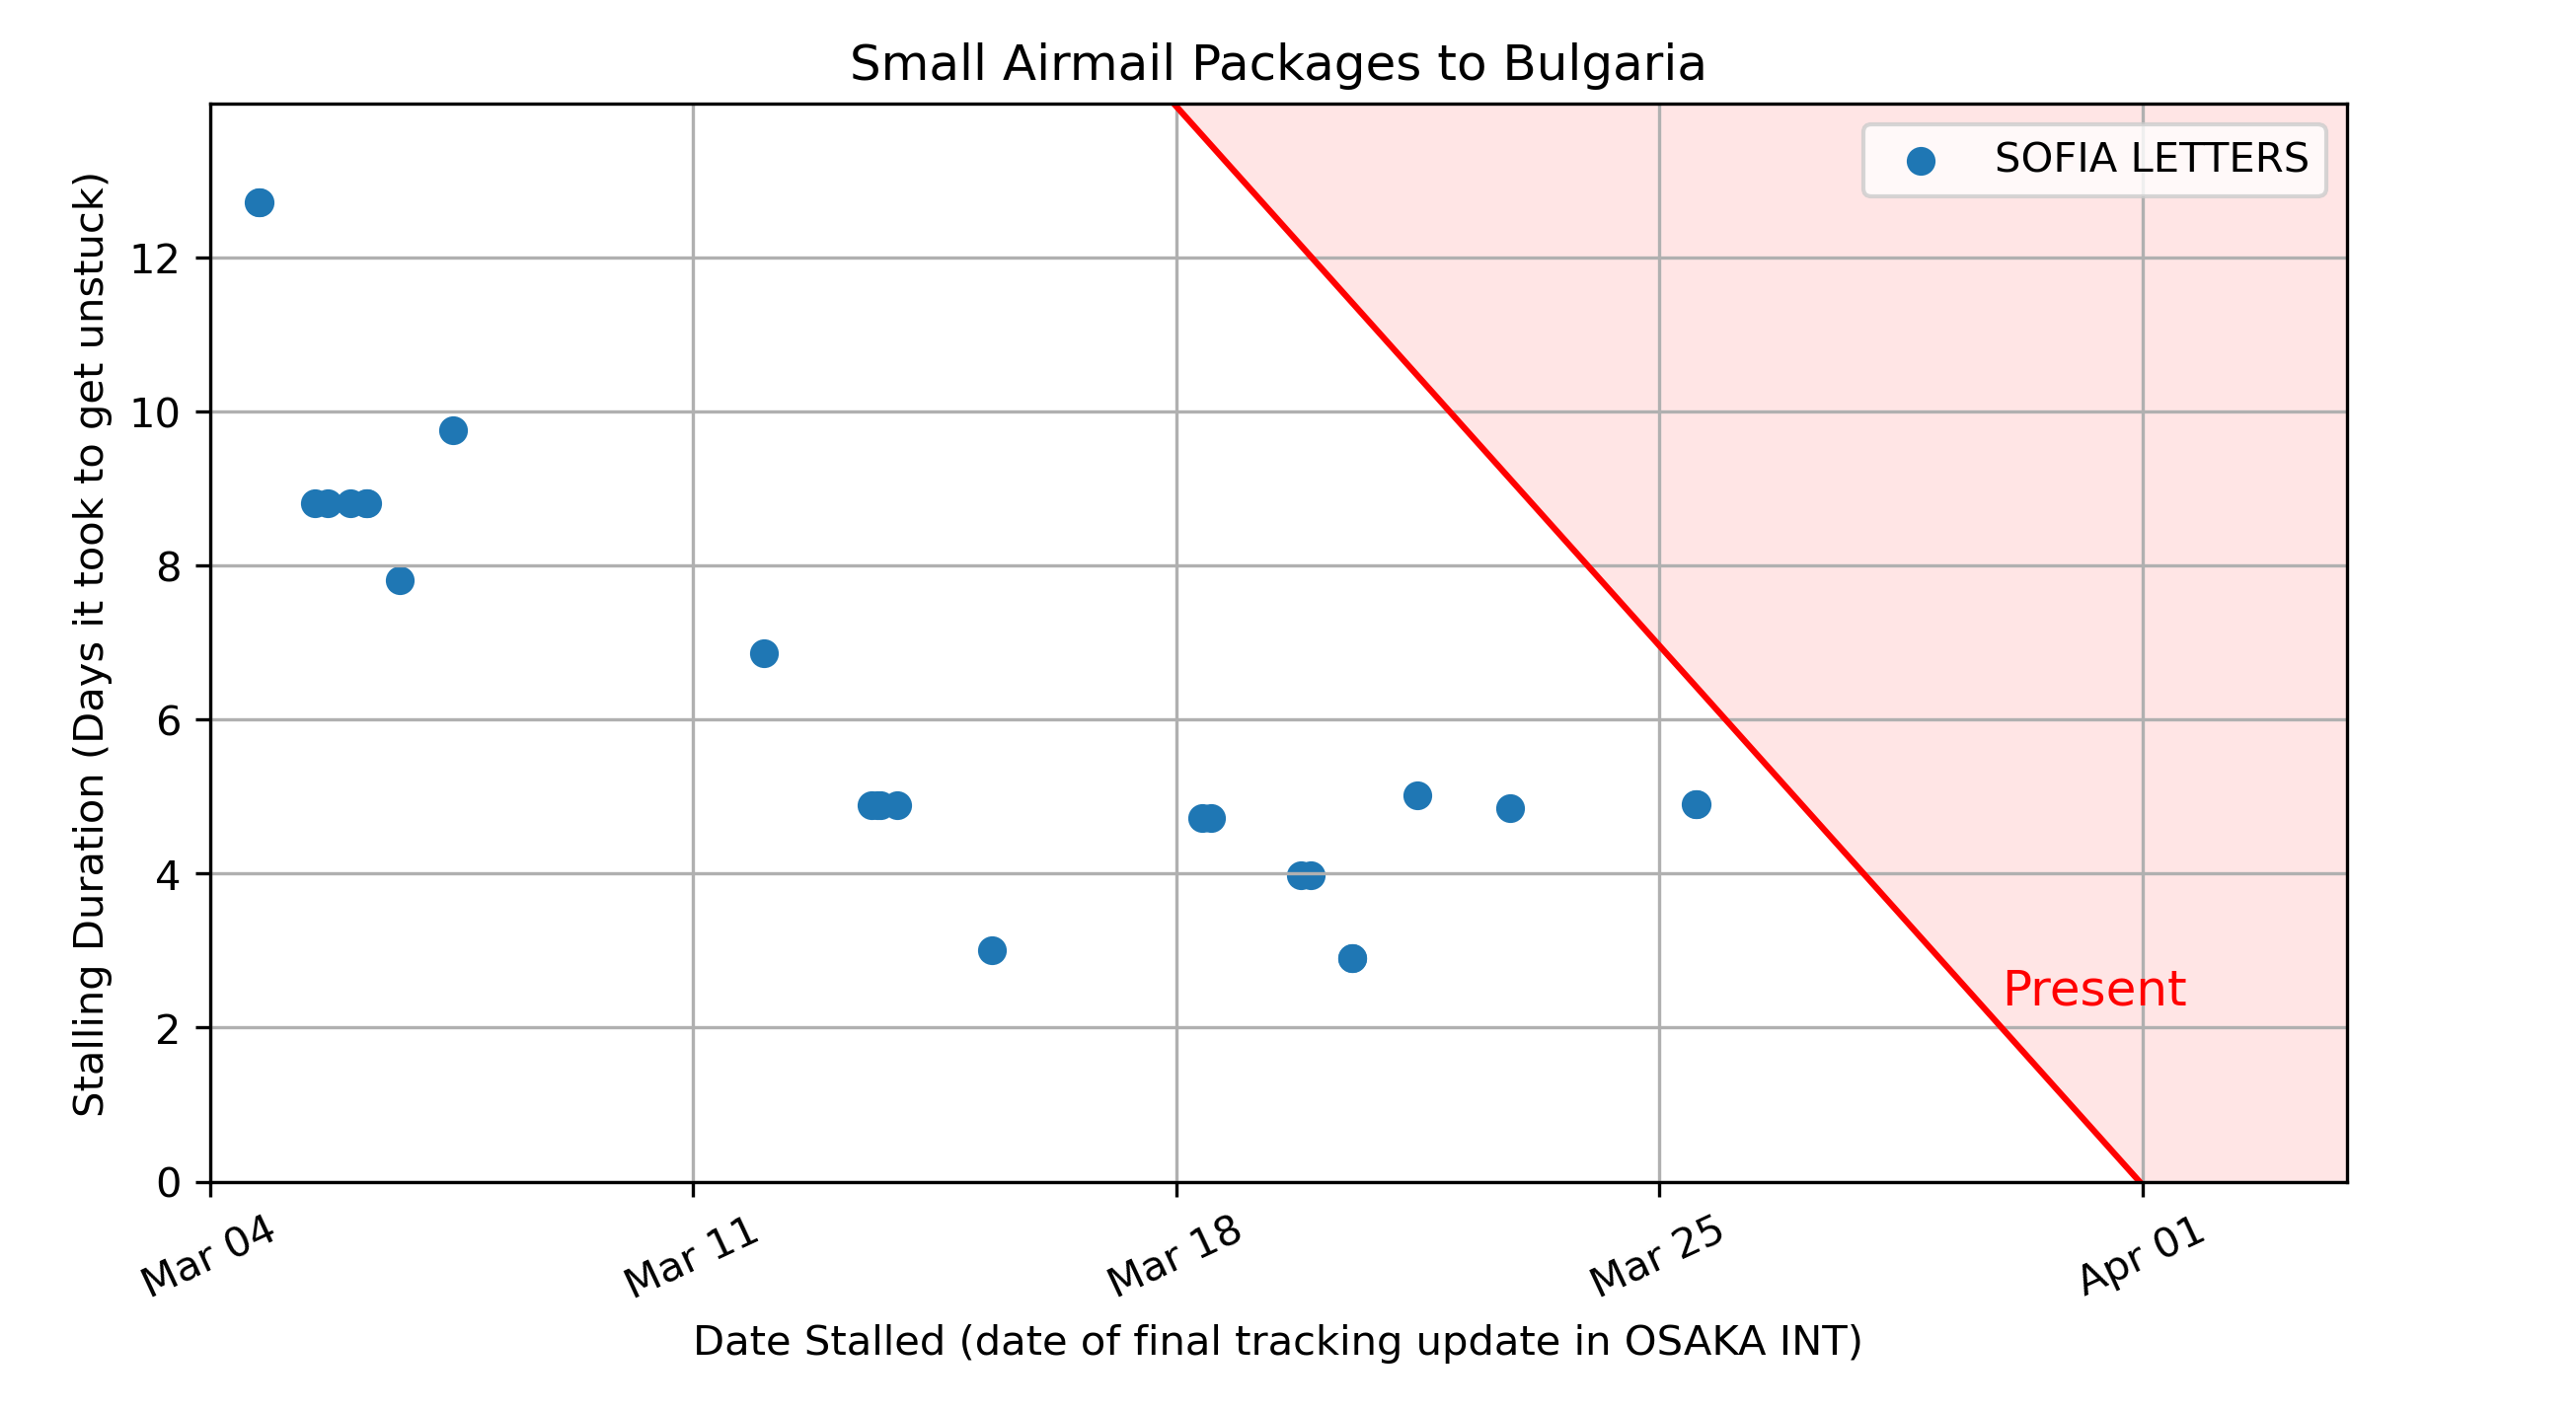 Small Airmail Packages to Bulgaria
SOFIA LETTERS
Stalling Duration (Days it took to get unstuck)
12
10
8
6
4
2
0
Present
Mar 04
Mar 11
Mar 18
Mar 25
Apr 01
Date Stalled (date of final tracking update in OSAKA INT)